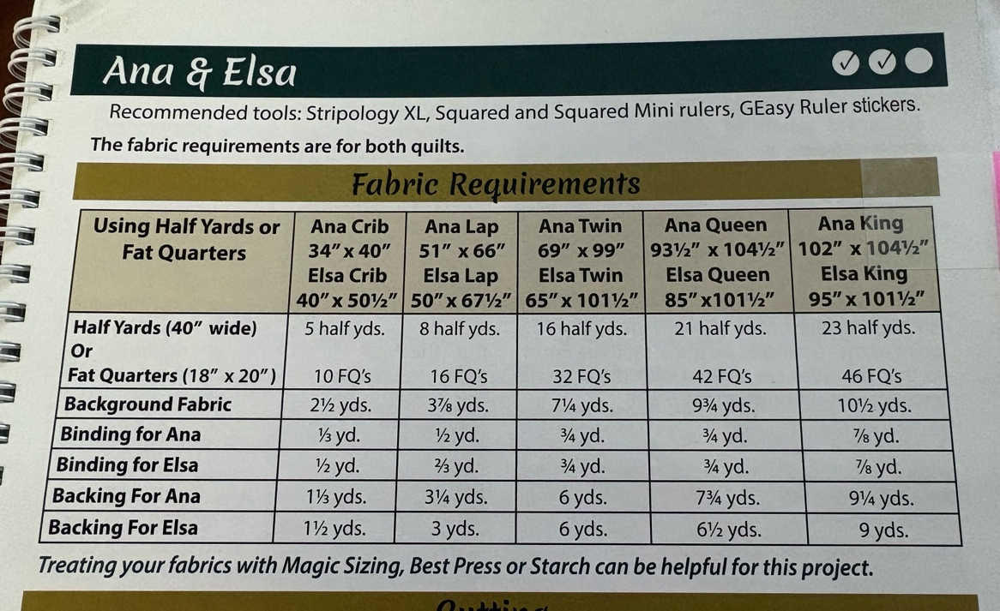 Ana & Elsa
Recommended tools: Stripology XL, Squared and Squared Mini rulers, GEasy Ruler stickers.
The fabric requirements are for both quilts.
Fabric Requirements
Using Half Yards or Fat Quarters | Ana Crib 34” x 40” Elsa Crib 40” x 50½” | Ana Lap 51” x 66” Elsa Lap 50” x 67½” | Ana Twin 69” x 99” Elsa Twin 65” x 101½” | Ana Queen 93½” x 104½” Elsa Queen 85” x101½” | Ana King 102” x 104½” Elsa King 95” x 101½”
Half Yards (40” wide) | 5 half yds. | 8 half yds. | 16 half yds. | 21 half yds. | 23 half yds.
Or
Fat Quarters (18” x 20”) | 10 FQ’s | 16 FQ’s | 32 FQ’s | 42 FQ’s | 46 FQ’s
Background Fabric | 2½ yds. | 3⅞ yds. | 7¼ yds. | 9¾ yds. | 10½ yds.
Binding for Ana | ⅓ yd. | ½ yd. | ¾ yd. | ¾ yd. | ⅞ yd.
Binding for Elsa | ½ yd. | ⅔ yd. | ¾ yd. | ¾ yd. | ⅞ yd.
Backing For Ana | 1⅓ yds. | 3¼ yds. | 6 yds. | 7¾ yds. | 9¼ yds.
Backing For Elsa | 1½ yds. | 3 yds. | 6 yds. | 6½ yds. | 9 yds.
Treating your fabrics with Magic Sizing, Best Press or Starch can be helpful for this project.
Cutting